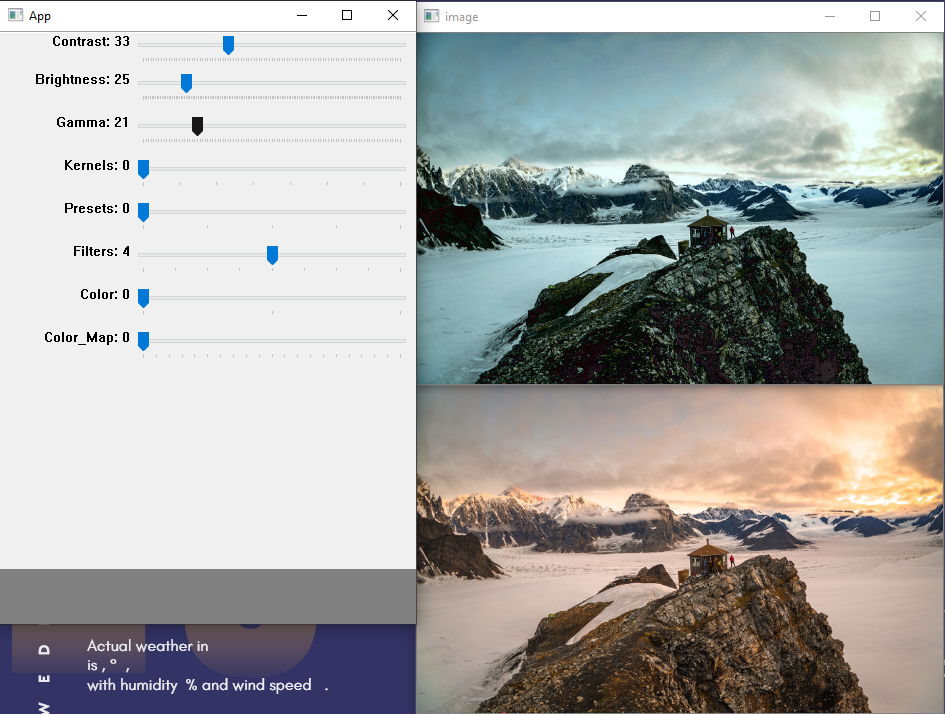 App
image
Contrast: 33
Brightness: 25
Gamma: 21
Kernels: 0
Presets: 0
Filters: 4
Color: 0
Color_Map: 0
Actual weather in
is , ° ,
with humidity % and wind speed .
W E D